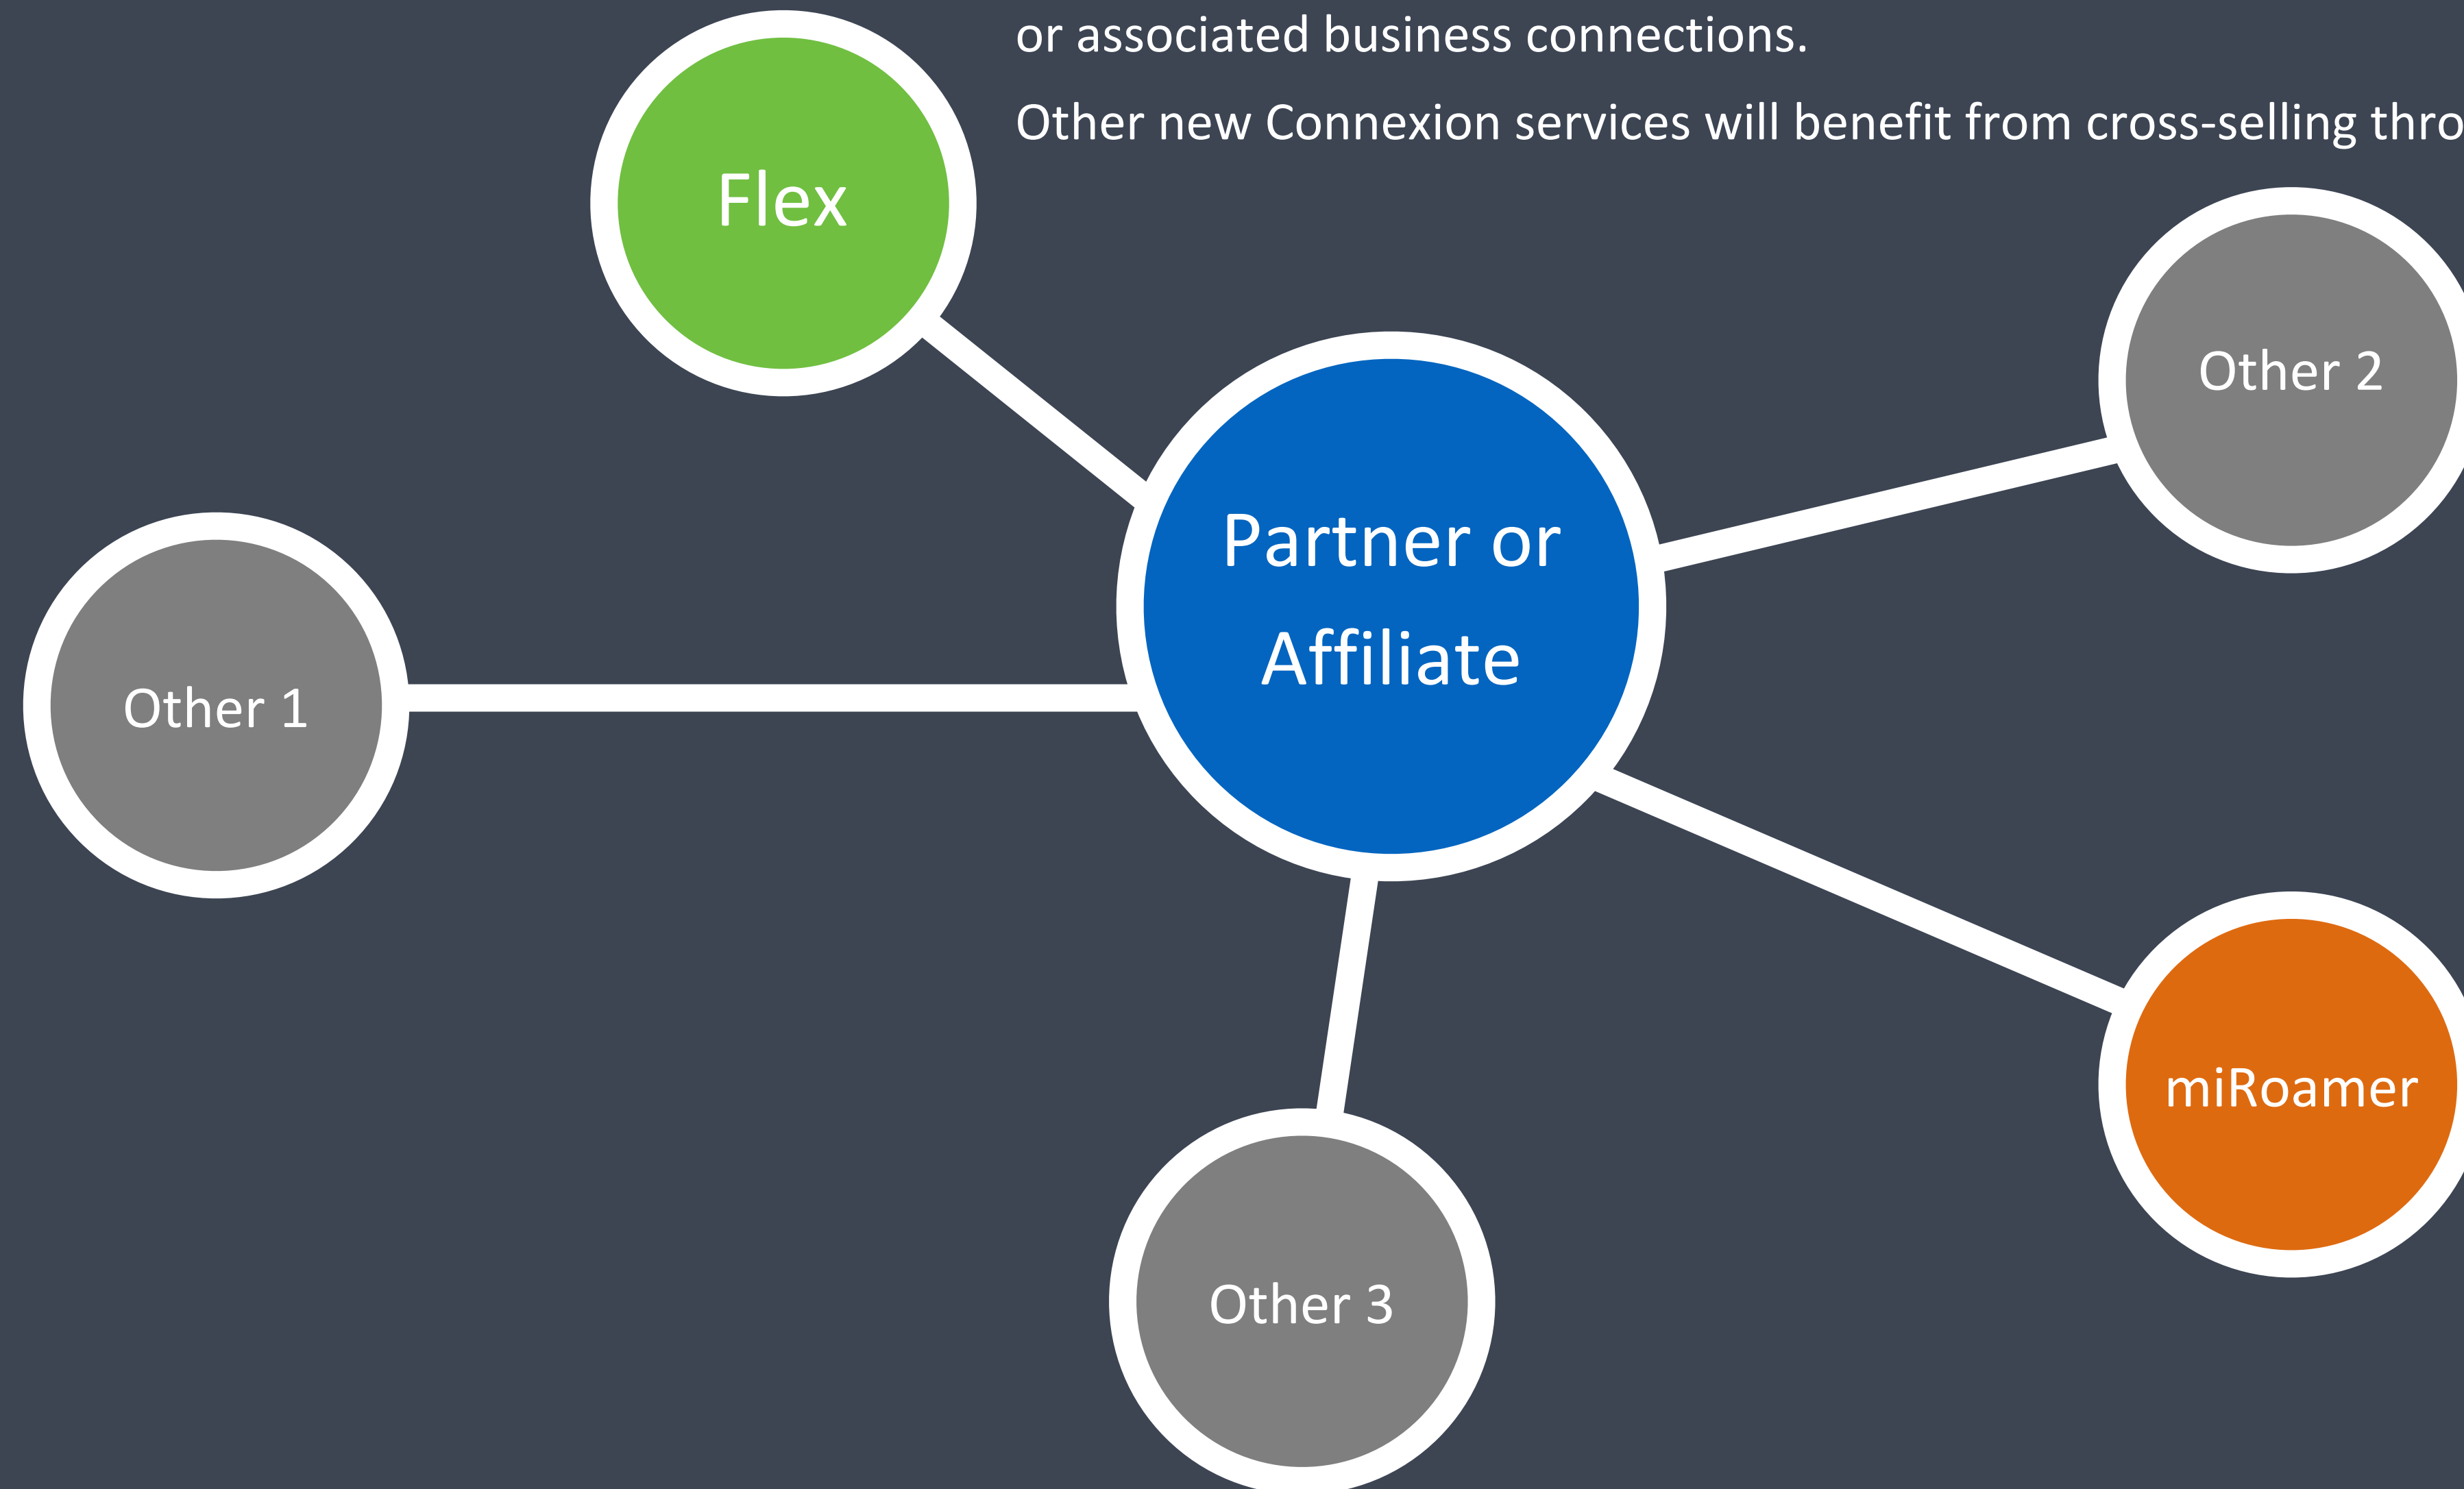 or associated business connections.
Other new Connexion services will benefit from cross-selling
Flex
Other 2
Partner or
Affiliate
Other 1
miRoamer
Other 3